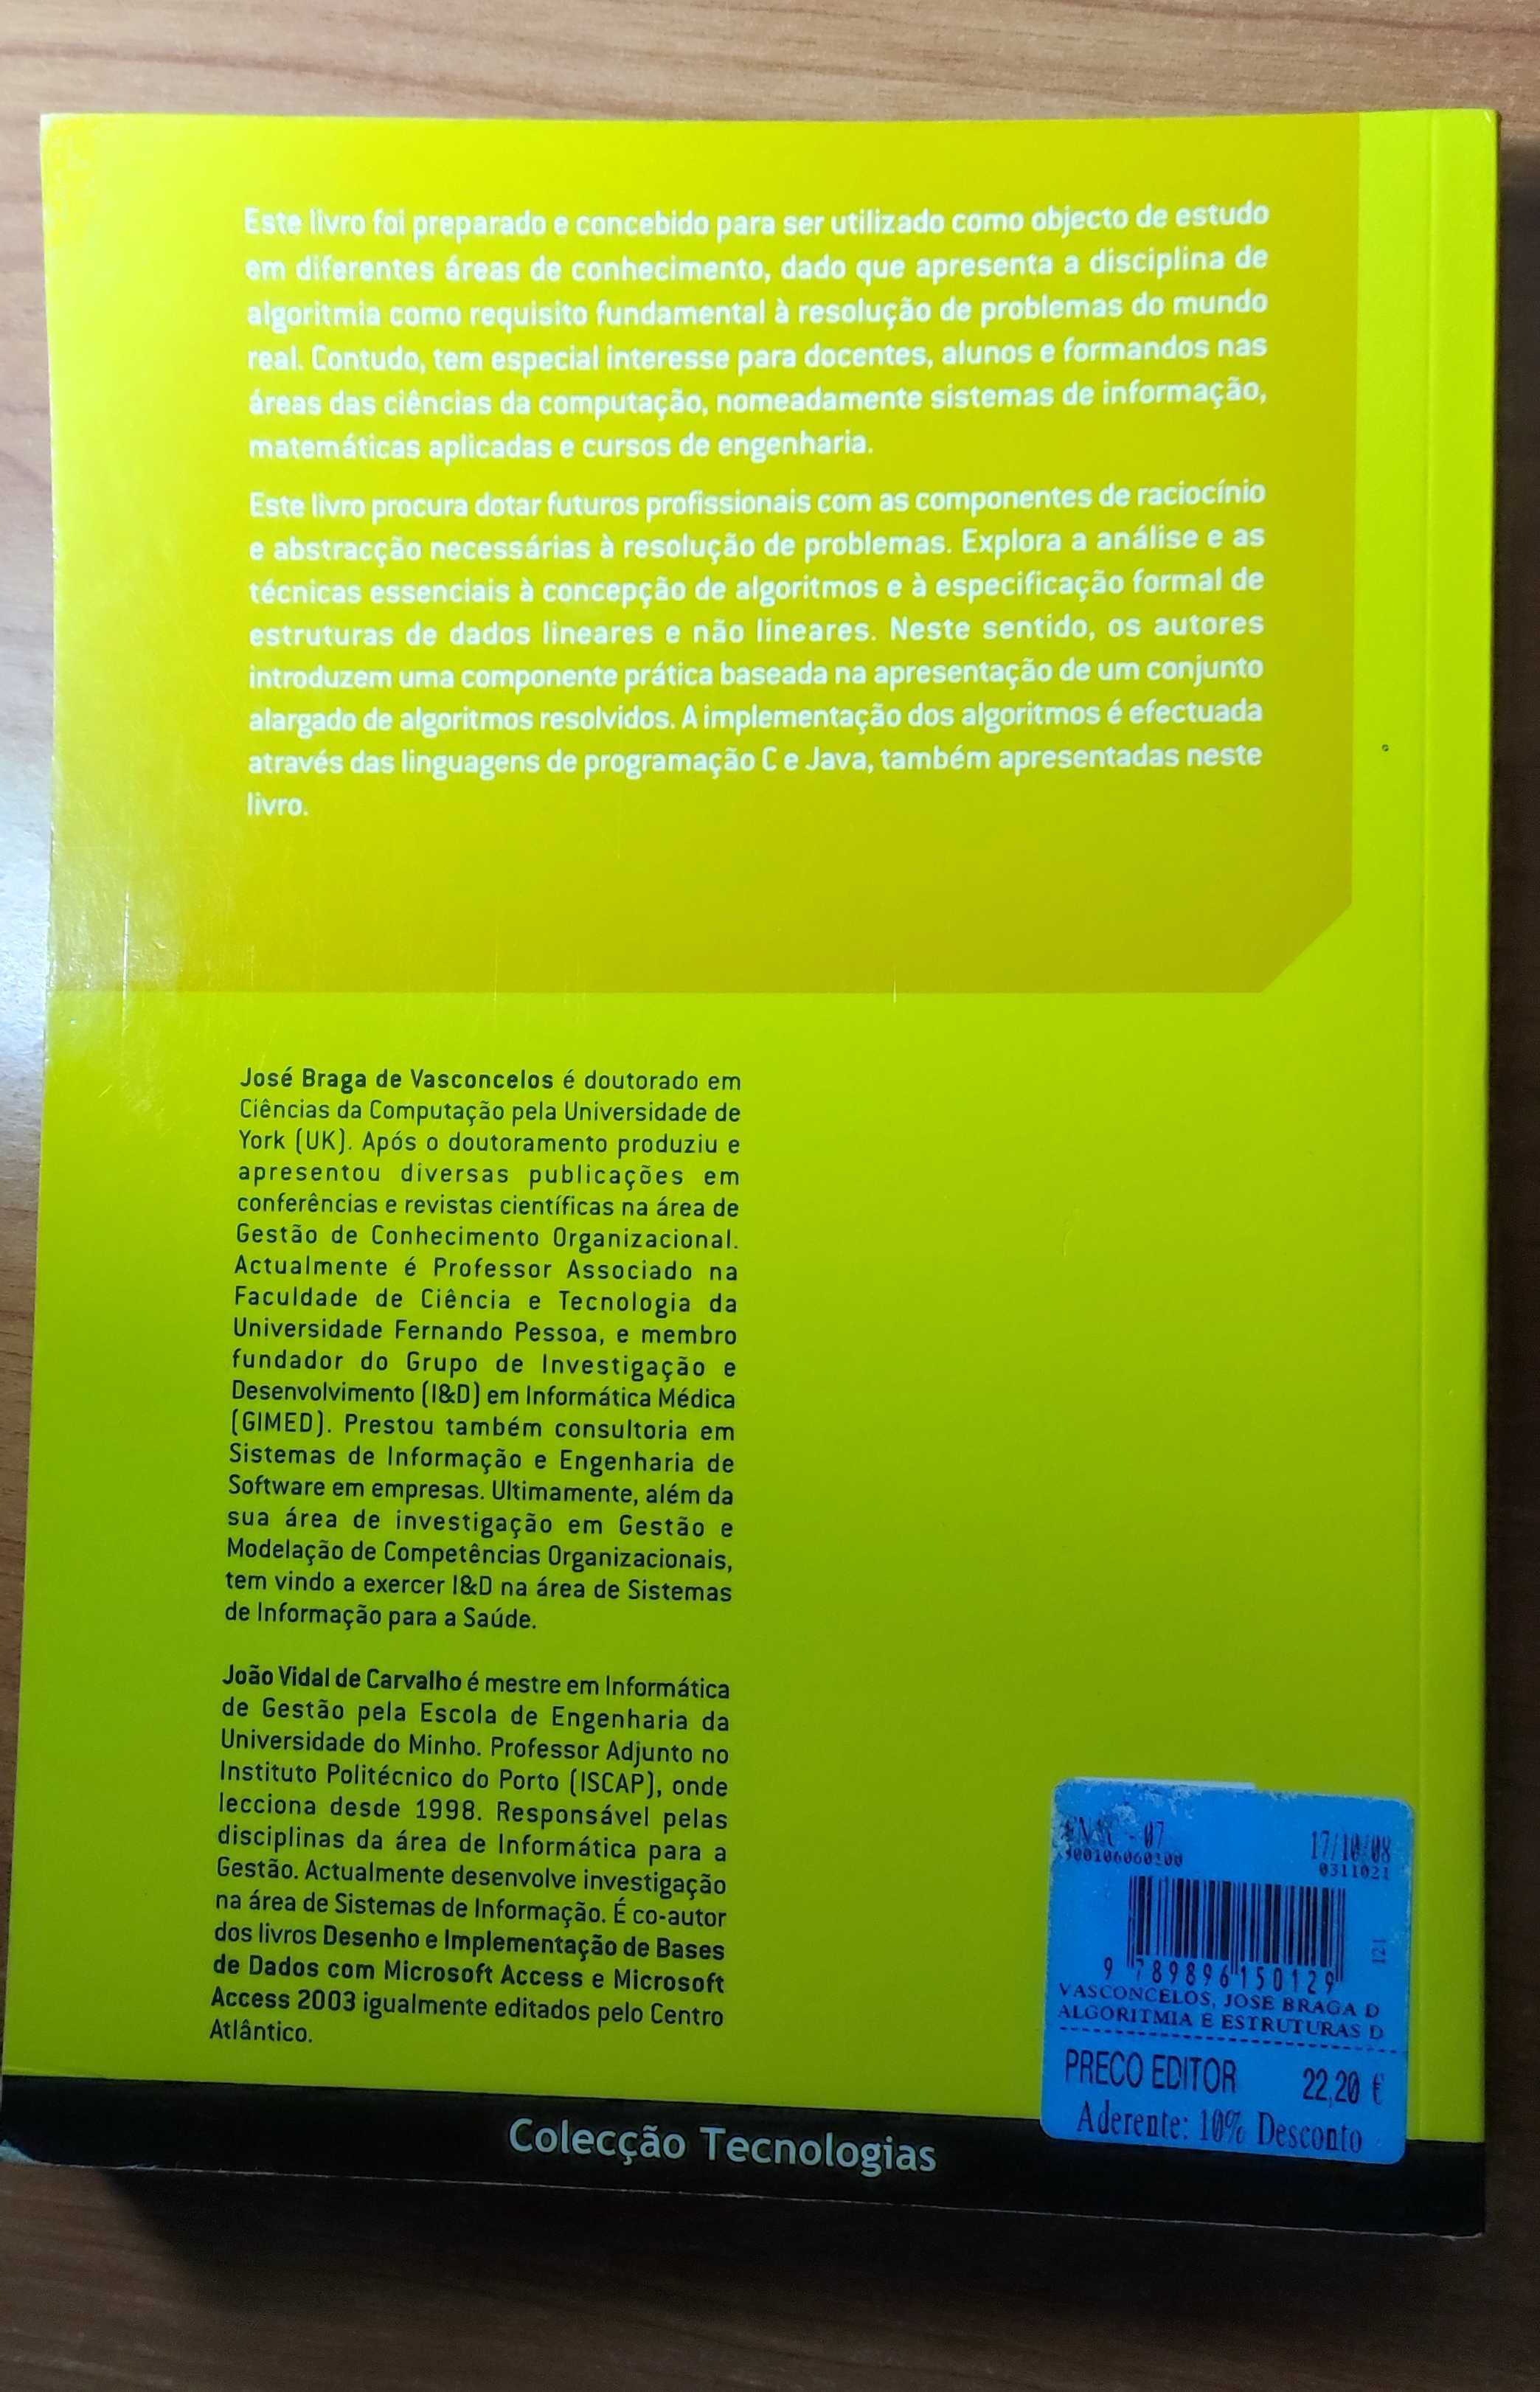 Este livro foi preparado e concebido para ser utilizado como objecto de estudo
em diferentes áreas de conhecimento, dado que apresenta a disciplina de
algoritmia como requisito fundamental à resolução de problemas do mundo
real. Contudo, tem especial interesse para docentes, alunos e formandos nas
áreas das ciências da computação, nomeadamente sistemas de informação,
matemáticas aplicadas e cursos de engenharia.
Este livro procura dotar futuros profissionais com as componentes de raciocínio
e abstracção necessárias à resolução de problemas. Explora a análise e as
técnicas essenciais à concepção de algoritmos e à especificação formal de
estruturas de dados lineares e não lineares. Neste sentido, os autores
introduzem uma componente prática baseada na apresentação de um conjunto
alargado de algoritmos resolvidos. A implementação dos algoritmos é efectuada
através das linguagens de programação C e Java, também apresentadas neste
livro.
José Braga de Vasconcelos é doutorado em
Ciências da Computação pela Universidade de
York (UK). Após o doutoramento produziu e
apresentou diversas publicações em
conferências e revistas científicas na área de
Gestão de Conhecimento Organizacional.
Actualmente é Professor Associado na
Faculdade de Ciência e Tecnologia da
Universidade Fernando Pessoa, e membro
fundador do Grupo de Investigação e
Desenvolvimento (I&D) em Informática Médica
(GIMED). Prestou também consultoria em
Sistemas de Informação e Engenharia de
Software em empresas. Ultimamente, além da
sua área de investigação em Gestão e
Modelação de Competências Organizacionais,
tem vindo a exercer I&D na área de Sistemas
de Informação para a Saúde.
João Vidal de Carvalho é mestre em Informática
de Gestão pela Escola de Engenharia da
Universidade do Minho. Professor Adjunto no
Instituto Politécnico do Porto (ISCAP), onde
lecciona desde 1998. Responsável pelas
disciplinas da área de Informática para a
Gestão. Actualmente desenvolve investigação
na área de Sistemas de Informação. É co-autor
dos livros Desenho e Implementação de Bases
de Dados com Microsoft Access e Microsoft
Access 2003 igualmente editados pelo Centro
Atlântico.
- 07 17/10/08
0311021
121
9 789896 150129
VASCONCELOS, JOSE BRAGA D
ALGORITMIA E ESTRUTURAS D
PRECO EDITOR 22,20 €
Aderente: 10% Desconto
Colecção Tecnologias